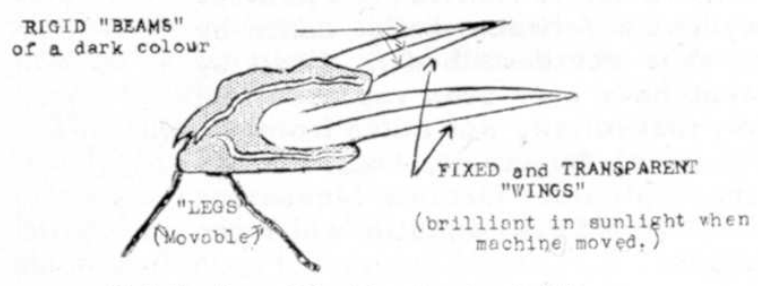 RIGID "BEAMS"
of a dark colour
FIXED and TRANSPARENT
"WINGS"
(brilliant in sunlight when
machine moved.)
"LEGS"
(Movable)